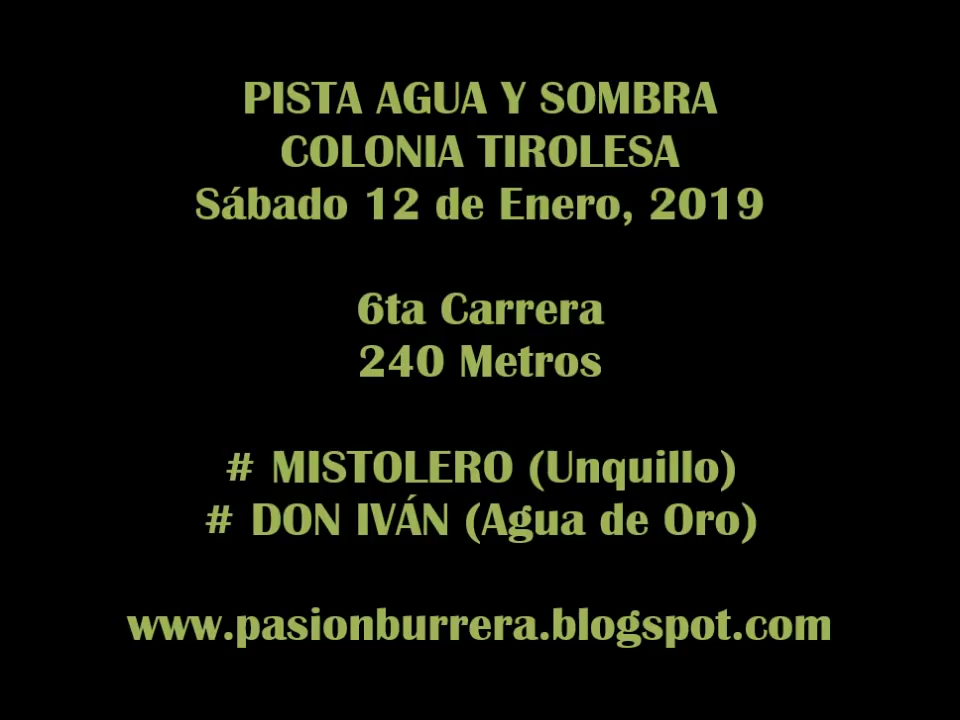 PISTA AGUA Y SOMBRA
COLONIA TIROLESA
Sábado 12 de Enero, 2019
6ta Carrera
240 Metros
# MISTOLERO (Unquillo)
# DON IVÁN (Agua de Oro)
www.pasionburrera.blogspot.com